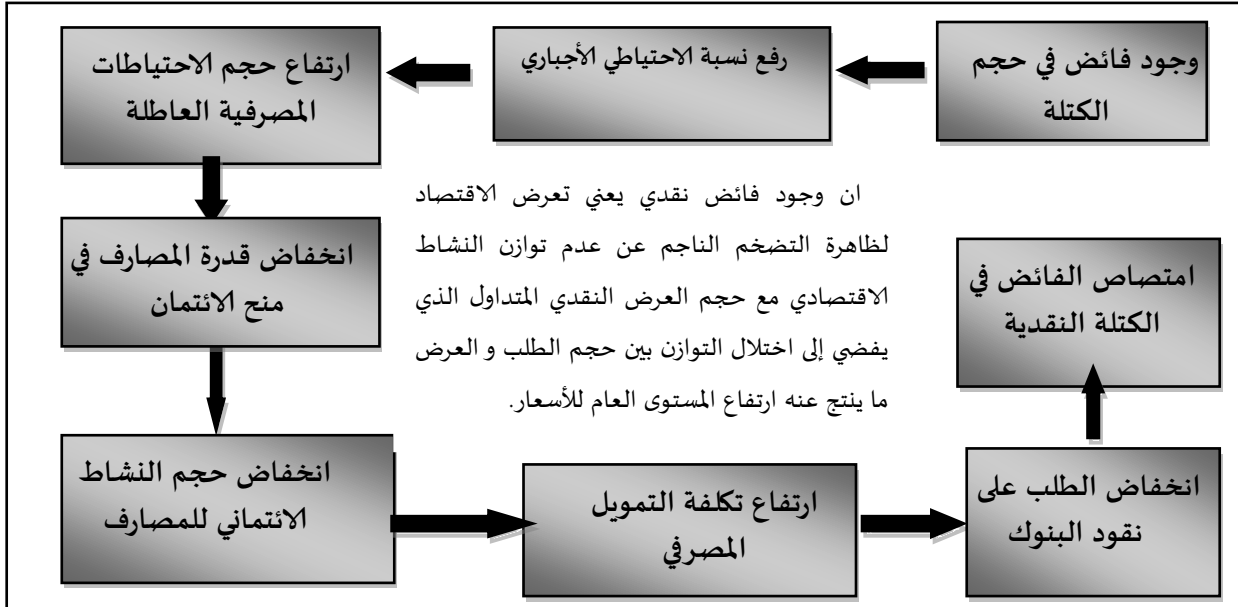 وجود فائض في حجم
الكتلة
رفع نسبة الاحتياطي الأجباري
ارتفاع حجم الاحتياطات
المصرفية العاطلة
انخفاض قدرة المصارف في
منح الائتمان
انخفاض حجم النشاط
الائتماني للمصارف
ارتفاع تكلفة التمويل
المصرفي
انخفاض الطلب على
نقود البنوك
امتصاص الفائض في
الكتلة النقدية
ان وجود فائض نقدي يعني تعرض الاقتصاد
لظاهرة التضخم الناجم عن عدم توازن النشاط
الاقتصادي مع حجم العرض النقدي المتداول الذي
يفضي إلى اختلال التوازن بين حجم الطلب و العرض
ما ينتج عنه ارتفاع المستوى العام للأسعار.